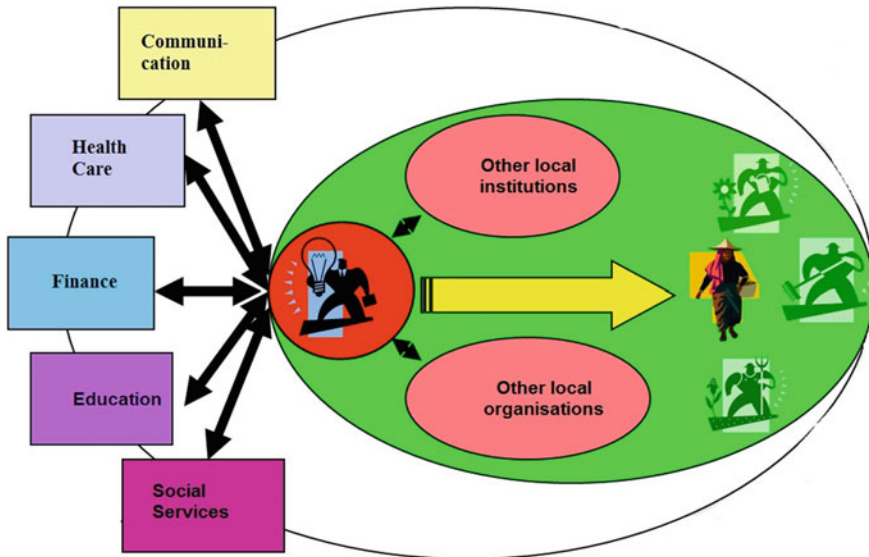 Communi-
cation
Health
Care
Finance
Education
Social
Services
Other local
institutions
Other local
organisations